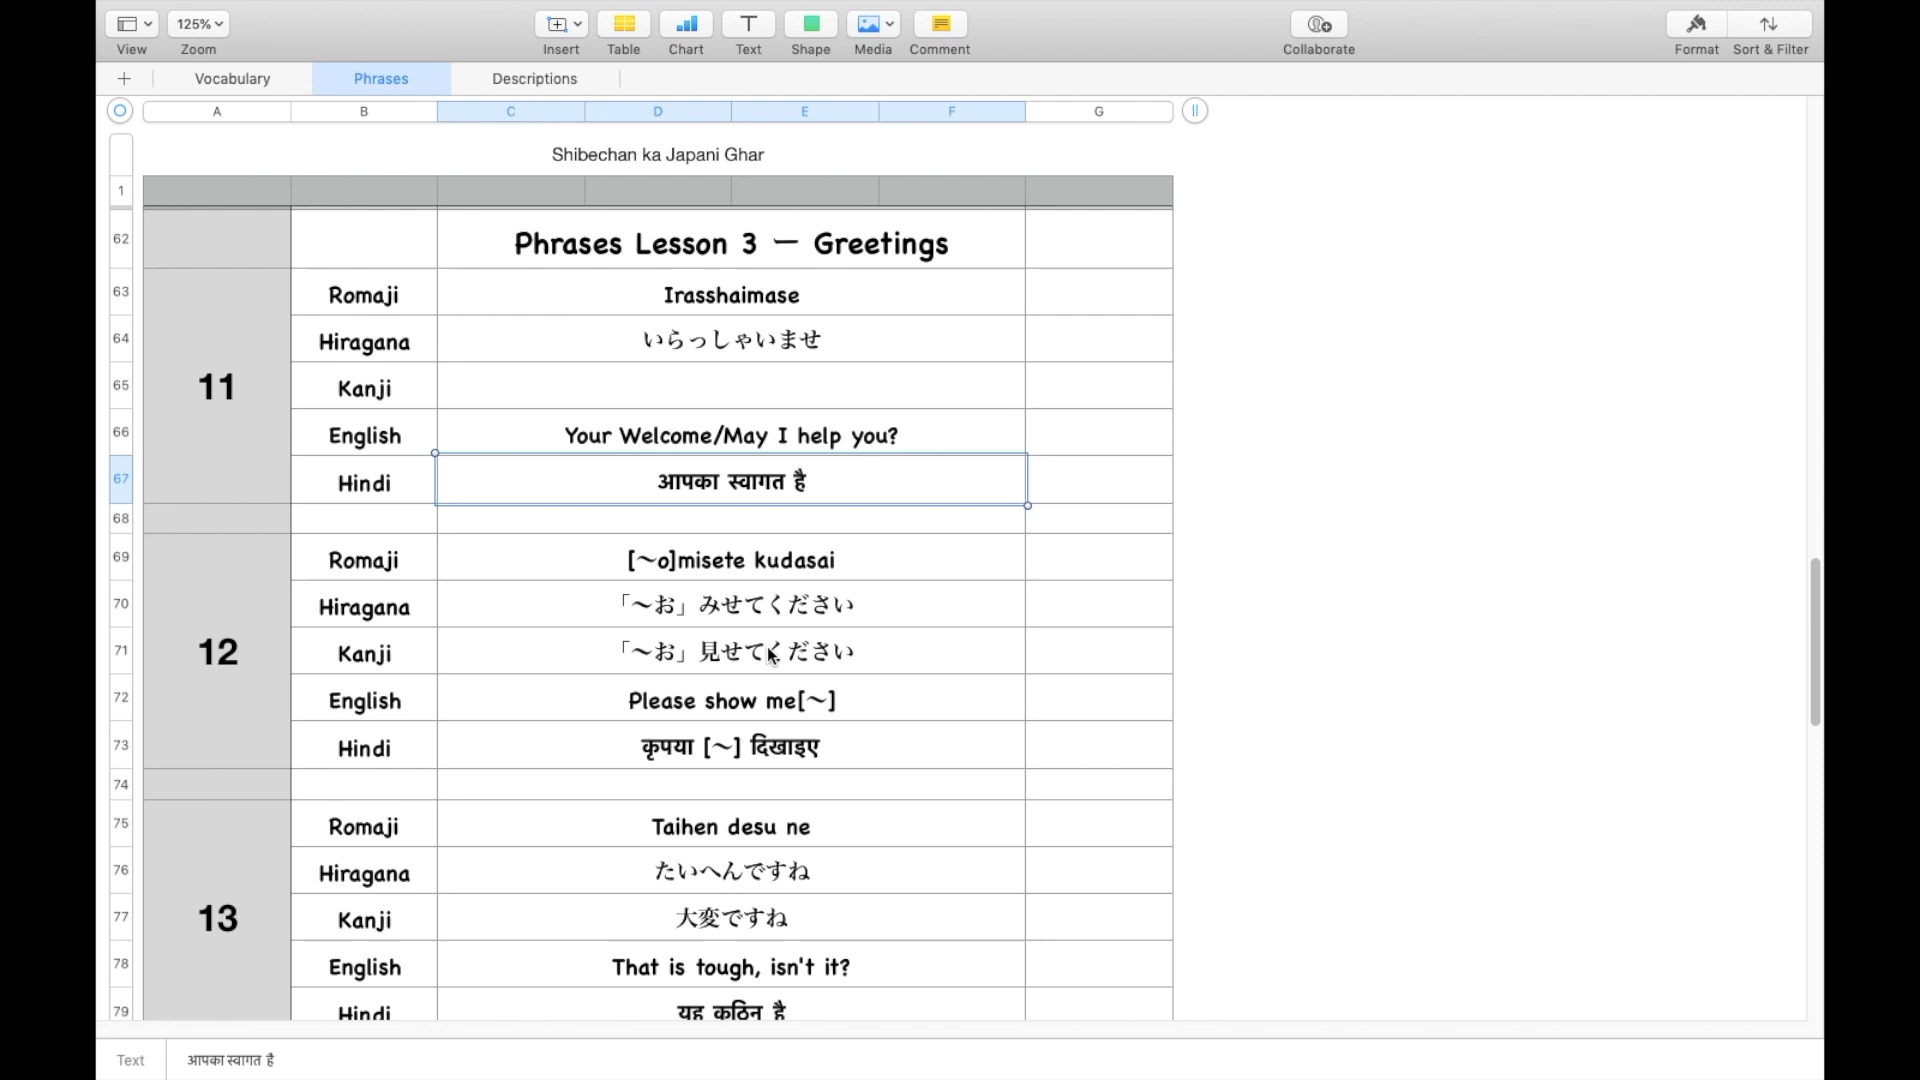 125%
View
Zoom
Insert
Table
Chart
Text
Shape
Media
Comment
Collaborate
Format
Sort & Filter
Vocabulary
Phrases
Descriptions
A B C D E F G
Shibechan ka Japani Ghar
1
62 Phrases Lesson 3 — Greetings
63 Romaji Irasshaimase
64 Hiragana いらっしゃいませ
11
65 Kanji
66 English Your Welcome/May I help you?
67 Hindi आपका स्वागत है
68
69 Romaji [~o]misete kudasai
70 Hiragana 「~お」みせてください
12
71 Kanji 「~お」見せてください
72 English Please show me[~]
73 Hindi कृपया [~] दिखाइए
74
75 Romaji Taihen desu ne
76 Hiragana たいへんですね
13
77 Kanji 大変ですね
78 English That is tough, isn't it?
79 Hindi यह कठिन है
Text आपका स्वागत है